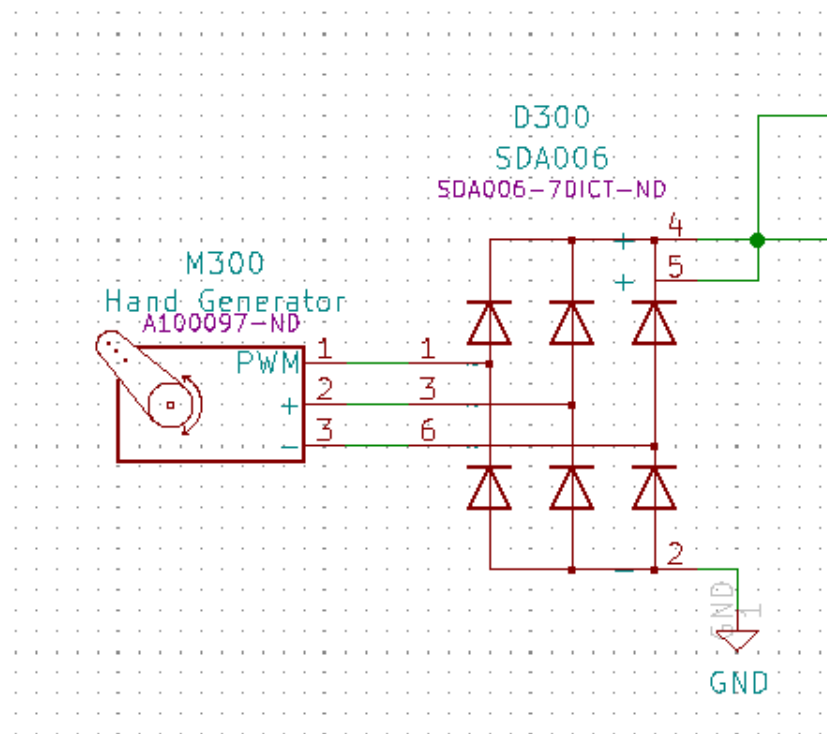 D300
SDA006
SDA006-7DICT-ND
M300
Hand Generator
A100097-ND
PWM
+
-
1
2
3
1
3
6
+
+
4
5
-
2
GND
1
GND